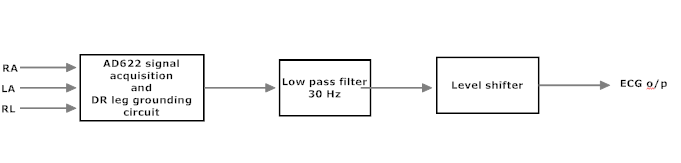 RA
LA
RL
AD622 signal
acquisition
and
DR leg grounding
circuit
Low pass filter
30 Hz
Level shifter
ECG o/p